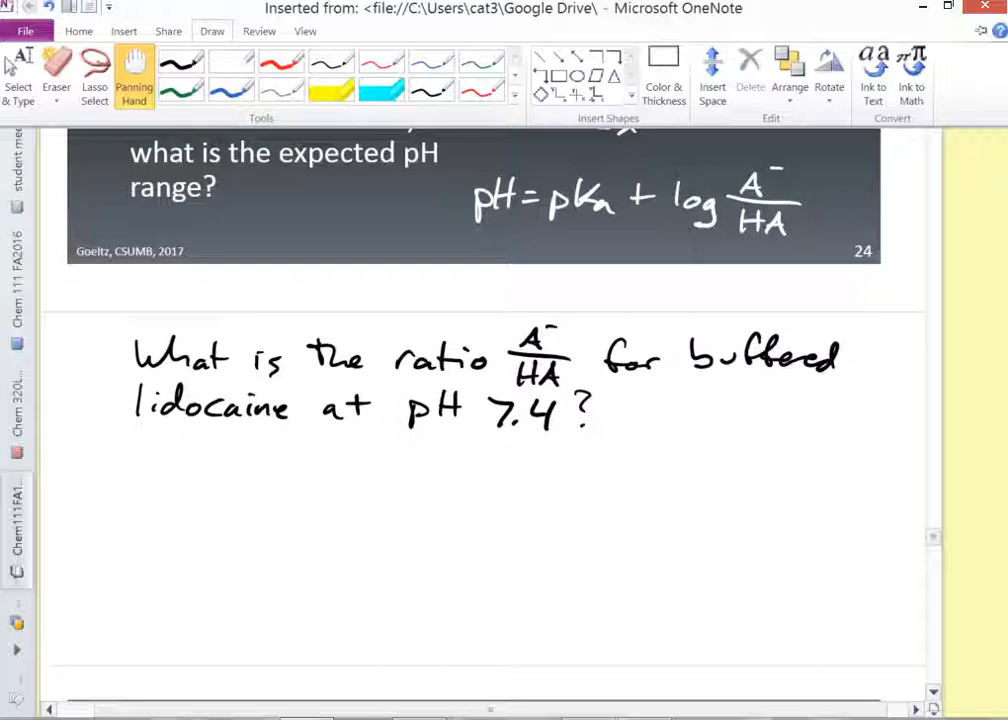 Inserted from: <file://C:\Users\cat3\Google Drive\ - Microsoft OneNote
File Home Insert Share Draw Review View
Select & Type
Eraser
Lasso Select
Panning Hand
Color & Thickness
Insert Space
Delete
Arrange
Rotate
Ink to Text
Ink to Math
Tools
Insert Shapes
Edit
Convert
student mee
Chem 111 FA2016
Chem 320L
Chem111FA1
what is the expected pH
range?
pH = pKa + log A⁻/HA
Goeltz, CSUMB, 2017
24
What is the ratio A⁻/HA for buffered
lidocaine at pH 7.4?